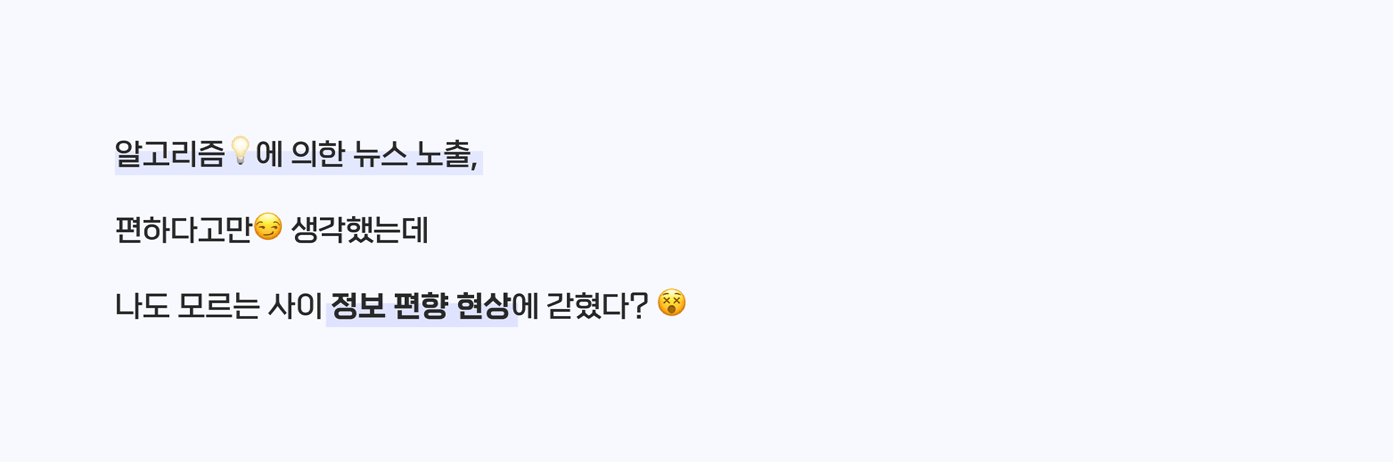 알고리즘💡에 의한 뉴스 노출,
편하다고만😏 생각했는데
나도 모르는 사이 정보 편향 현상에 갇혔다? 😵